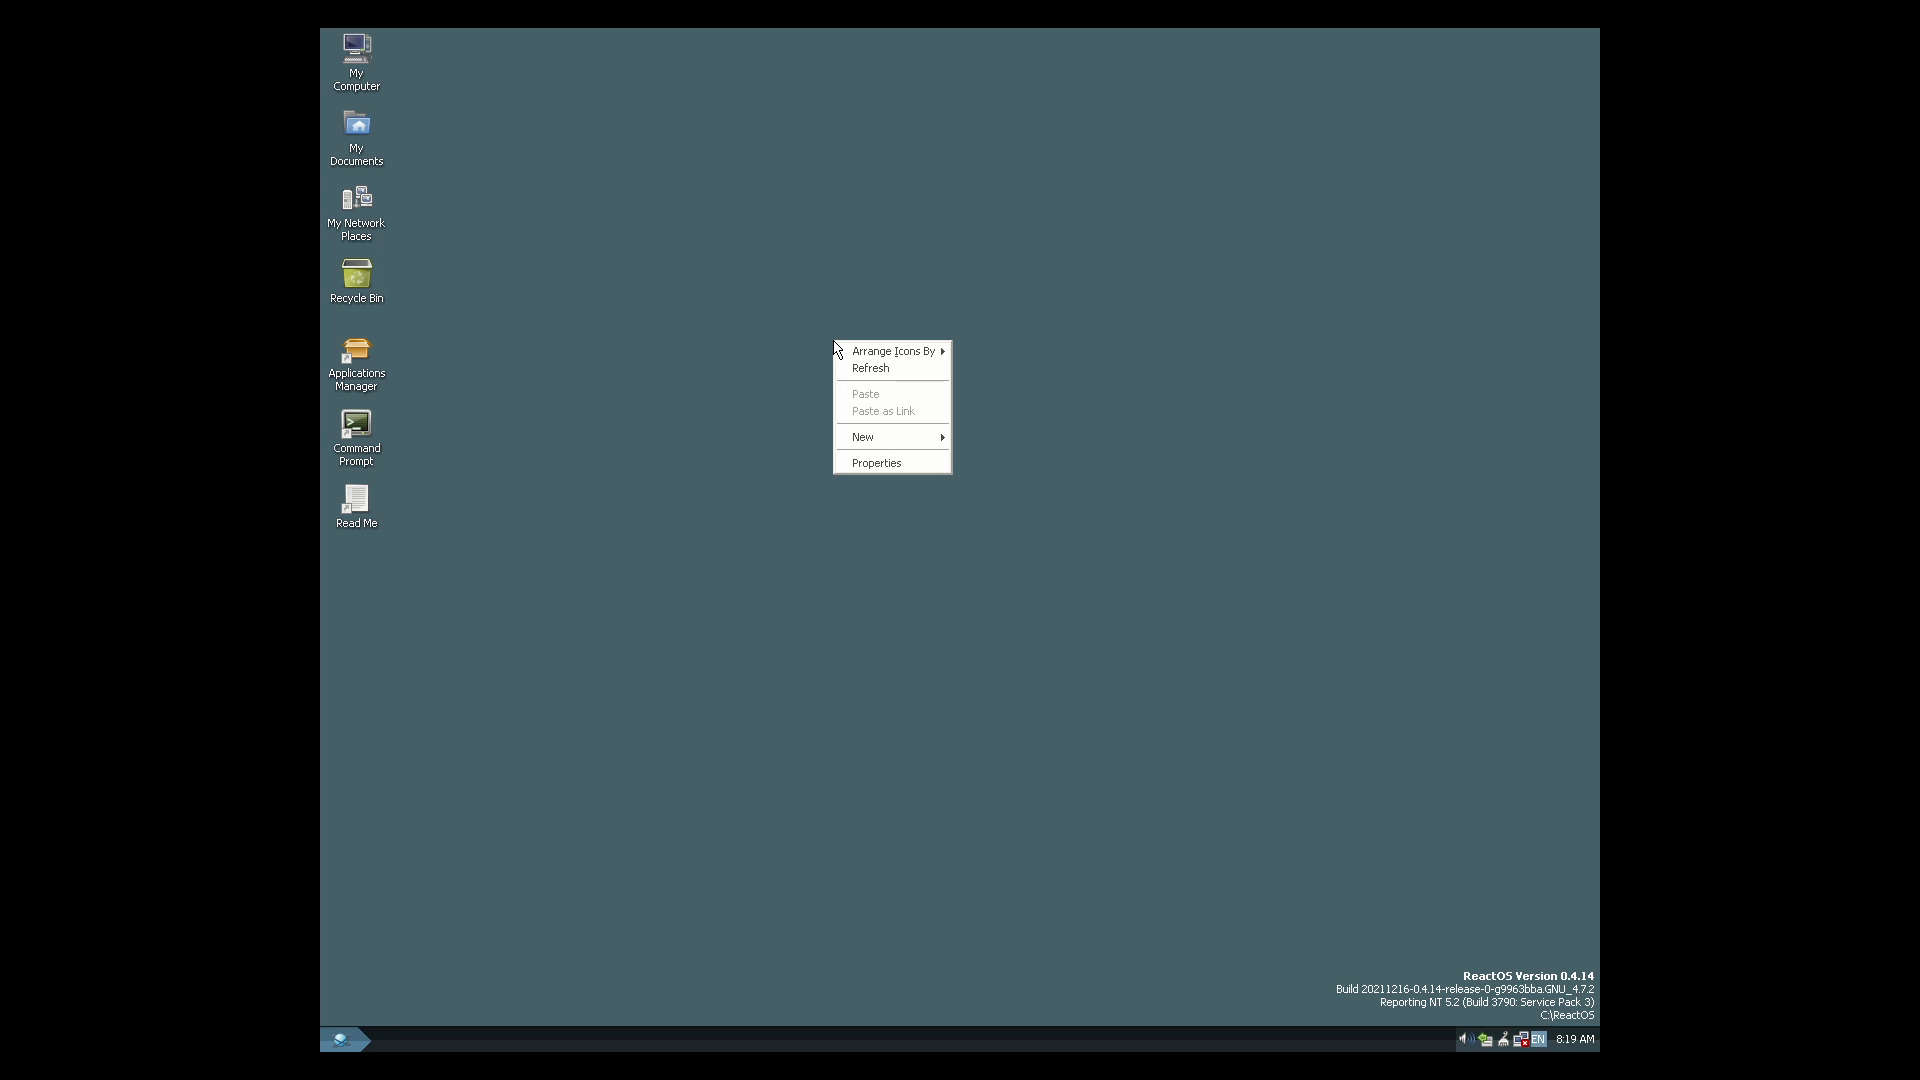 My
Computer
My
Documents
My Network
Places
Recycle Bin
Applications
Manager
Command
Prompt
Read Me
Arrange Icons By
Refresh
Paste
Paste as Link
New
Properties
ReactOS Version 0.4.14
Build 20211216-0.4.14-release-0-g9963bba.GNU_4.7.2
Reporting NT 5.2 (Build 3790: Service Pack 3)
C:\ReactOS
EN
8:19 AM